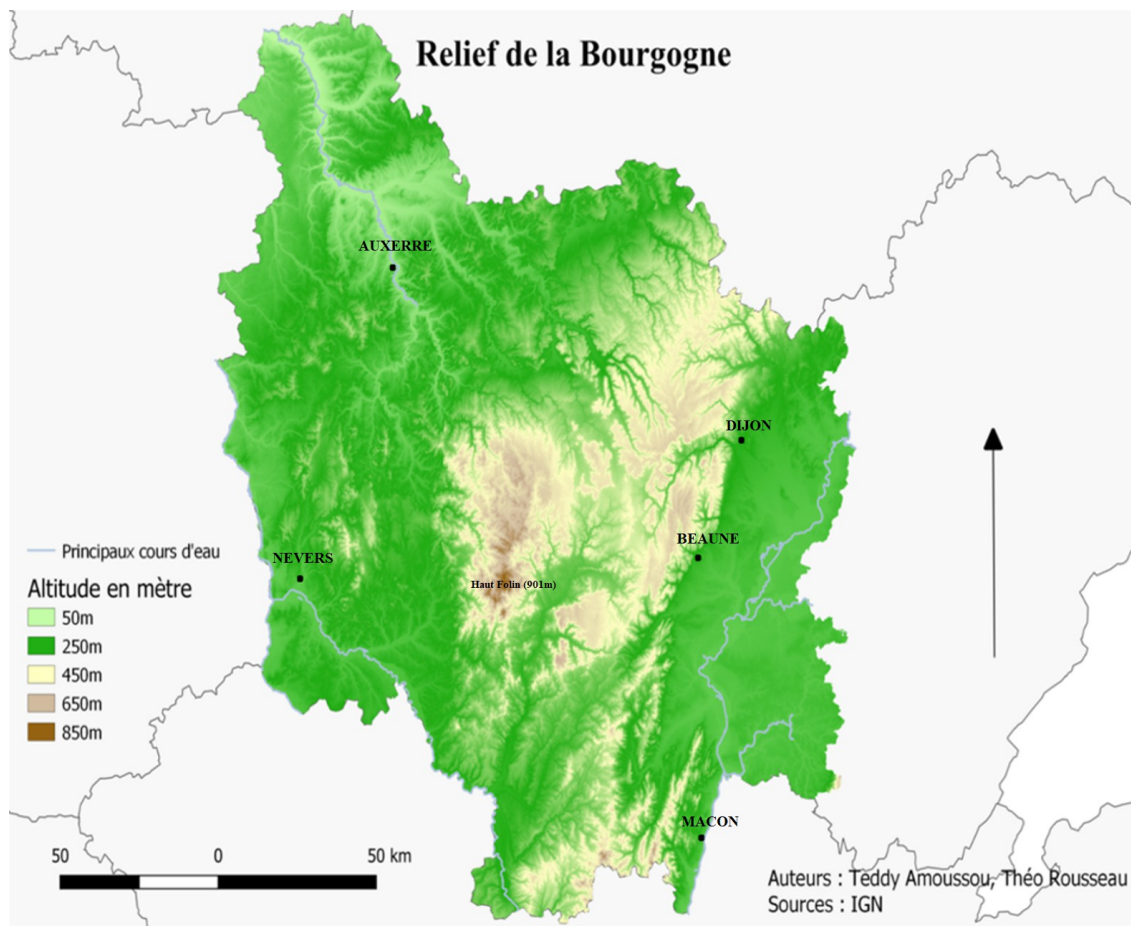 Relief de la Bourgogne
AUXERRE
DIJON
BEAUNE
NEVERS
Haut Folin (901m)
MACON
Principaux cours d'eau
Altitude en mètre
50m
250m
450m
650m
850m
50 0 50 km
Auteurs : Teddy Amoussou, Théo Rousseau
Sources : IGN